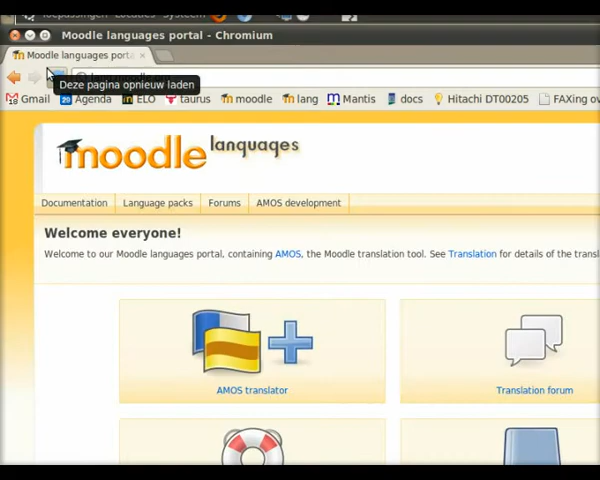 Toepassingen Locaties Systeem
Moodle languages portal - Chromium
Moodle languages porta
Deze pagina opnieuw laden
Gmail
29 Agenda
ELO
taurus
moodle
lang
Mantis
docs
Hitachi DT00205
FAXing ov
moodle languages
Documentation
Language packs
Forums
AMOS development
Welcome everyone!
Welcome to our Moodle languages portal, containing AMOS, the Moodle translation tool. See Translation for details of the transl
AMOS translator
Translation forum